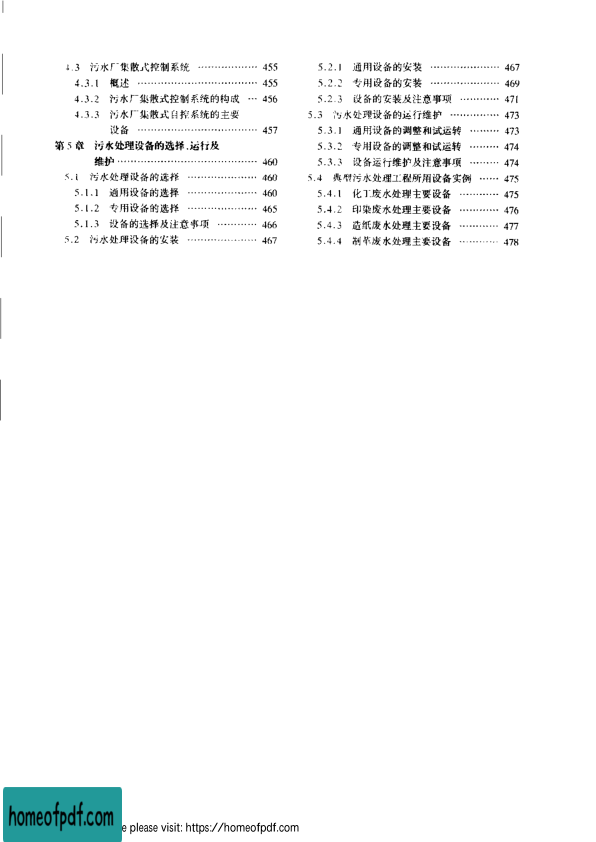 4.3 污水厂集散式控制系统 ……………… 455
4.3.1 概述 ……………………………… 455
4.3.2 污水厂集散式控制系统的构成 … 456
4.3.3 污水厂集散式自控系统的主要
设备 ……………………………… 457
第5章 污水处理设备的选择、运行及
维护 …………………………………… 460
5.1 污水处理设备的选择 ………………… 460
5.1.1 通用设备的选择 ………………… 460
5.1.2 专用设备的选择 ………………… 465
5.1.3 设备的选择及注意事项 ………… 466
5.2 污水处理设备的安装 ………………… 467
5.2.1 通用设备的安装 ………………… 467
5.2.2 专用设备的安装 ………………… 469
5.2.3 设备的安装及注意事项 ………… 471
5.3 污水处理设备的运行维护 …………… 473
5.3.1 通用设备的调整和试运转 ……… 473
5.3.2 专用设备的调整和试运转 ……… 474
5.3.3 设备运行维护及注意事项 ……… 474
5.4 典型污水处理工程所用设备实例 …… 475
5.4.1 化工废水处理主要设备 ………… 475
5.4.2 印染废水处理主要设备 ………… 476
5.4.3 造纸废水处理主要设备 ………… 477
5.4.4 制革废水处理主要设备 ………… 478
homeofpdf.com
e please visit: https://homeofpdf.com